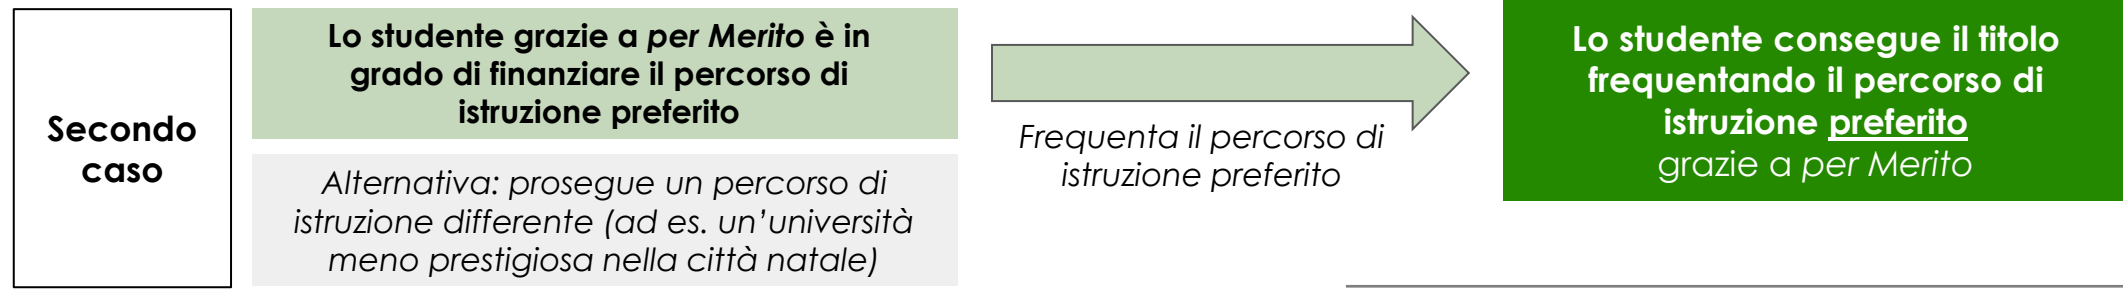 Secondo
caso
Lo studente grazie a per Merito è in
grado di finanziare il percorso di
istruzione preferito
Alternativa: prosegue un percorso di
istruzione differente (ad es. un’università
meno prestigiosa nella città natale)
Frequenta il percorso di
istruzione preferito
Lo studente consegue il titolo
frequentando il percorso di
istruzione preferito
grazie a per Merito